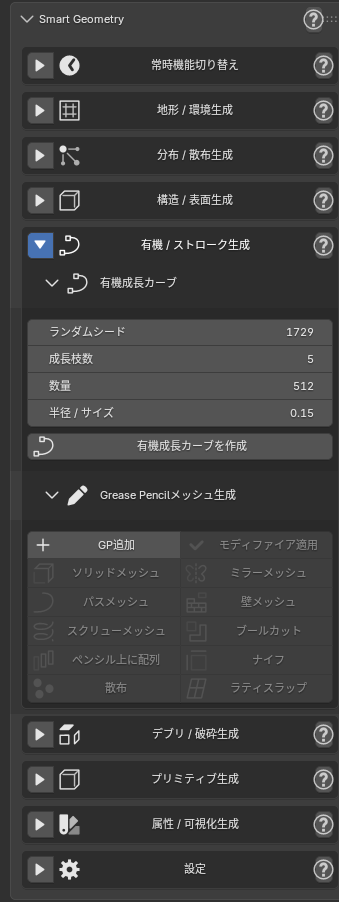 Smart Geometry
常時機能切り替え
地形 / 環境生成
分布 / 散布生成
構造 / 表面生成
有機 / ストローク生成
有機成長カーブ
ランダムシード 1729
成長枝数 5
数量 512
半径 / サイズ 0.15
有機成長カーブを作成
Grease Pencilメッシュ生成
GP追加 モディファイア適用
ソリッドメッシュ ミラーメッシュ
パスメッシュ 壁メッシュ
スクリューメッシュ ブールカット
ペンシル上に配列 ナイフ
散布 ラティスラップ
デブリ / 破砕生成
プリミティブ生成
属性 / 可視化生成
設定